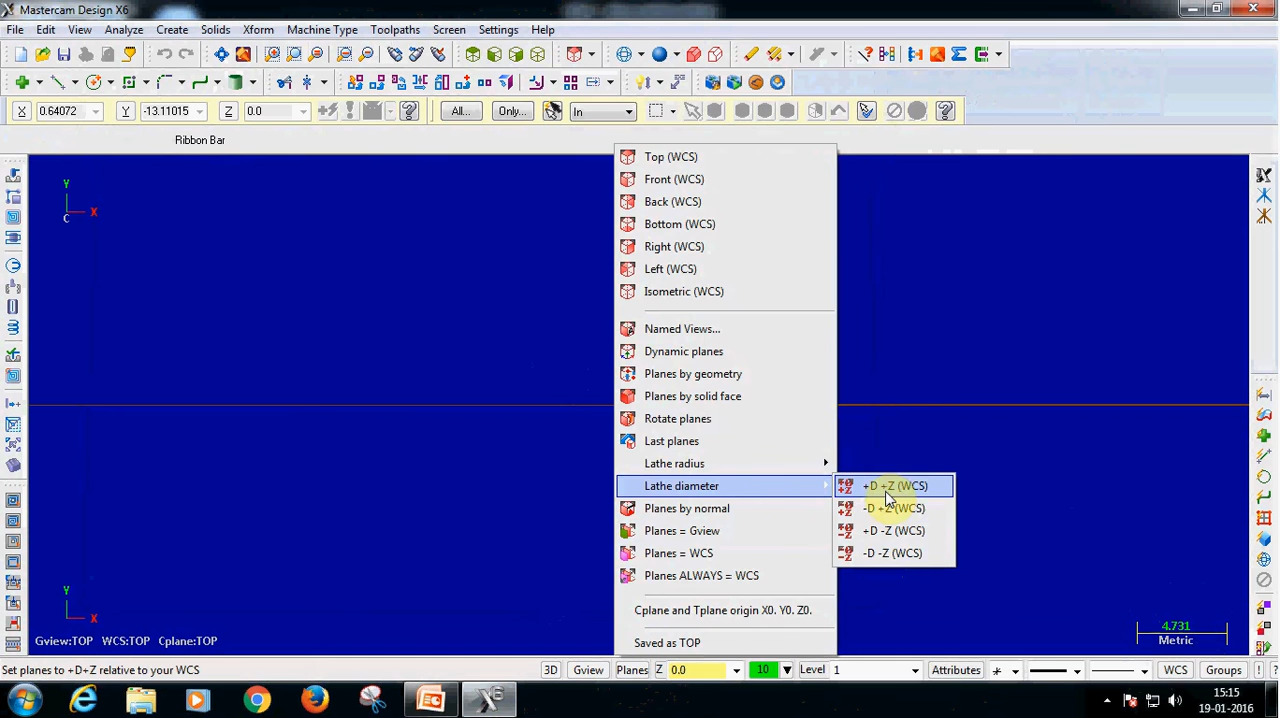 Mastercam Design X6
File Edit View Analyze Create Solids Xform Machine Type Toolpaths Screen Settings Help
X 0.64072 Y -13.11015 Z 0.0 All... Only... In
Ribbon Bar
Top (WCS)
Front (WCS)
Back (WCS)
Bottom (WCS)
Right (WCS)
Left (WCS)
Isometric (WCS)
Named Views...
Dynamic planes
Planes by geometry
Planes by solid face
Rotate planes
Last planes
Lathe radius
Lathe diameter
Planes by normal
Planes = Gview
Planes = WCS
Planes ALWAYS = WCS
Cplane and Tplane origin X0. Y0. Z0.
Saved as TOP
+D +Z (WCS)
-D +Z (WCS)
+D -Z (WCS)
-D -Z (WCS)
Y
C X
Y
X
Gview:TOP WCS:TOP Cplane:TOP
4.731
Metric
Set planes to +D+Z relative to your WCS
3D Gview Planes Z 0.0 10 Level 1 Attributes WCS Groups
15:15
19-01-2016